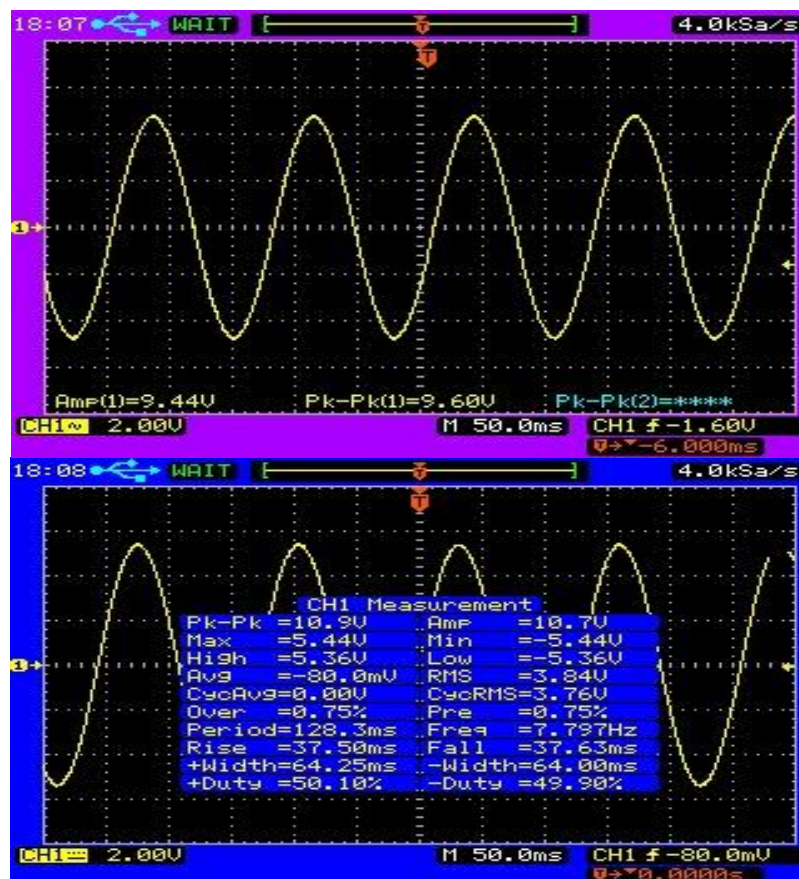 18:07 WAIT [ T ] 4.0kSa/s
T
1
Amp(1)=9.44V Pk-Pk(1)=9.60V Pk-Pk(2)=****
CH1~ 2.00V M 50.0ms CH1 -1.60V
T→-6.000ms
18:08 WAIT [ T ] 4.0kSa/s
T
CH1 Measurement
Pk-Pk =10.9V Amp =10.7V
Max =5.44V Min =-5.44V
High =5.36V Low =-5.36V
1
Avg =-80.0mV RMS =3.84V
CycAvg=0.00V CycRMS=3.76V
Over =0.75% Pre =0.75%
Period=128.3ms Freq =7.797Hz
Rise =37.50ms Fall =37.63ms
+Width=64.25ms -Width=64.00ms
+Duty =50.10% -Duty =49.90%
CH1 2.00V M 50.0ms CH1 -80.0mV
T→0.0000s